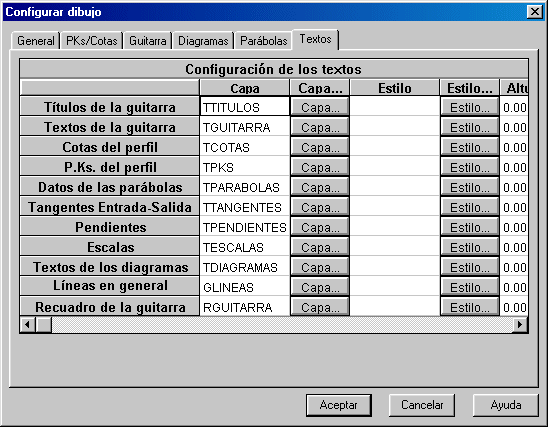 Configurar dibujo
General PKs/Cotas Guitarra Diagramas Parábolas Textos
Configuración de los textos
Capa Capa... Estilo Estilo... Altu
Títulos de la guitarra TTITULOS Capa... Estilo... 0.00
Textos de la guitarra TGUITARRA Capa... Estilo... 0.00
Cotas del perfil TCOTAS Capa... Estilo... 0.00
P.Ks. del perfil TPKS Capa... Estilo... 0.00
Datos de las parábolas TPARABOLAS Capa... Estilo... 0.00
Tangentes Entrada-Salida TTANGENTES Capa... Estilo... 0.00
Pendientes TPENDIENTES Capa... Estilo... 0.00
Escalas TESCALAS Capa... Estilo... 0.00
Textos de los diagramas TDIAGRAMAS Capa... Estilo... 0.00
Líneas en general GLINEAS Capa... Estilo... 0.00
Recuadro de la guitarra RGUITARRA Capa... Estilo... 0.00
Aceptar Cancelar Ayuda